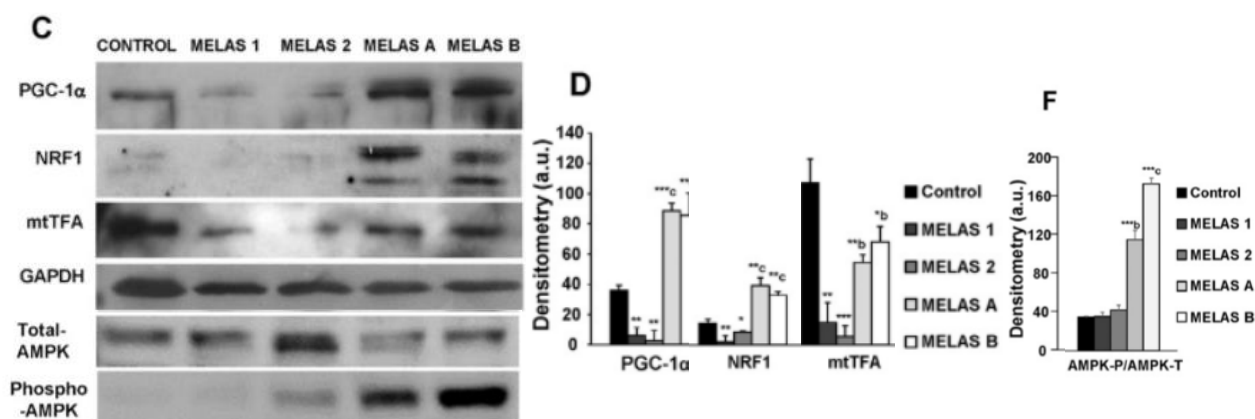 C
CONTROL MELAS 1 MELAS 2 MELAS A MELAS B
PGC-1α
NRF1
mtTFA
GAPDH
Total-
AMPK
Phospho
-AMPK
D
Densitometry (a.u.)
140
120
100
80
60
40
20
0
** ** ***c **
** * **c **c
** *** **b *b
PGC-1α NRF1 mtTFA
Control
MELAS 1
MELAS 2
MELAS A
MELAS B
F
Densitometry (a.u.)
200
160
120
80
40
0
***b ***c
AMPK-P/AMPK-T
Control
MELAS 1
MELAS 2
MELAS A
MELAS B